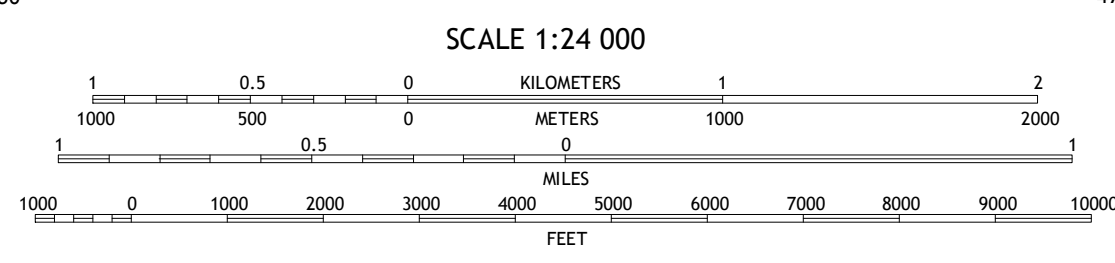 SCALE 1:24 000
1 0.5 0 KILOMETERS 1 2
1000 500 0 METERS 1000 2000
1 0.5 0 1
MILES
1000 0 1000 2000 3000 4000 5000 6000 7000 8000 9000 10000
FEET